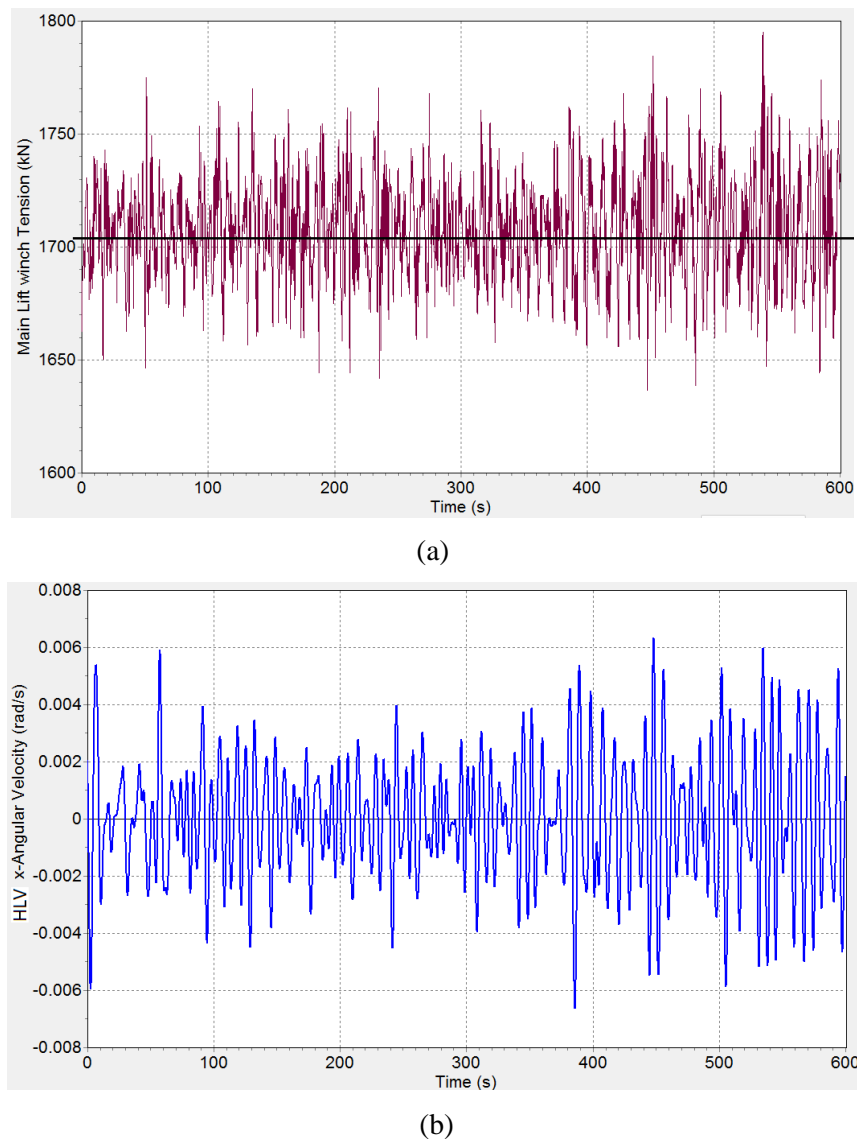 1800
1750
1700
1650
1600
Main Lift winch Tension (kN)
0 100 200 300 400 500 600
Time (s)
(a)
0.008
0.006
0.004
0.002
0
-0.002
-0.004
-0.006
-0.008
HLV x-Angular Velocity (rad/s)
0 100 200 300 400 500 600
Time (s)
(b)